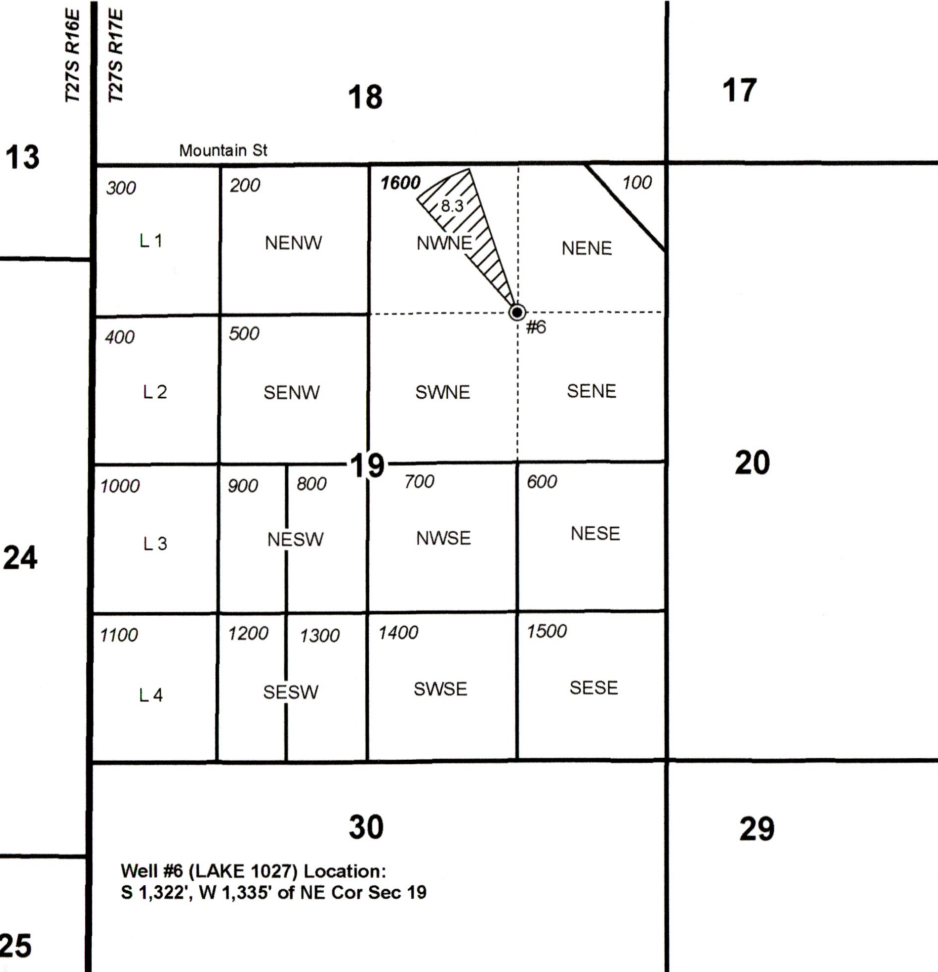 T27S R16E
T27S R17E
18
17
13
Mountain St
300
200
1600
100
8.3
L 1
NENW
NWNE
NENE
#6
400
500
L 2
SENW
SWNE
SENE
19
20
1000
900
800
700
600
L 3
NESW
NWSE
NESE
24
1100
1200
1300
1400
1500
L 4
SESW
SWSE
SESE
30
29
Well #6 (LAKE 1027) Location:
S 1,322', W 1,335' of NE Cor Sec 19
25